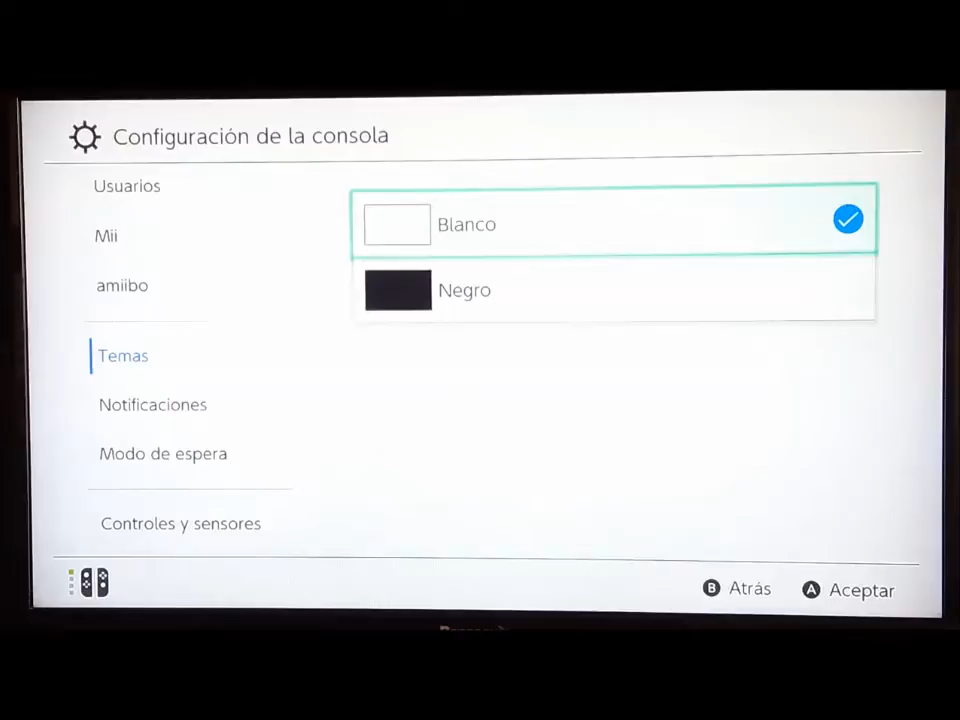 Configuración de la consola
Usuarios
Mii
amiibo
Temas
Notificaciones
Modo de espera
Controles y sensores
Blanco
Negro
B Atrás A Aceptar